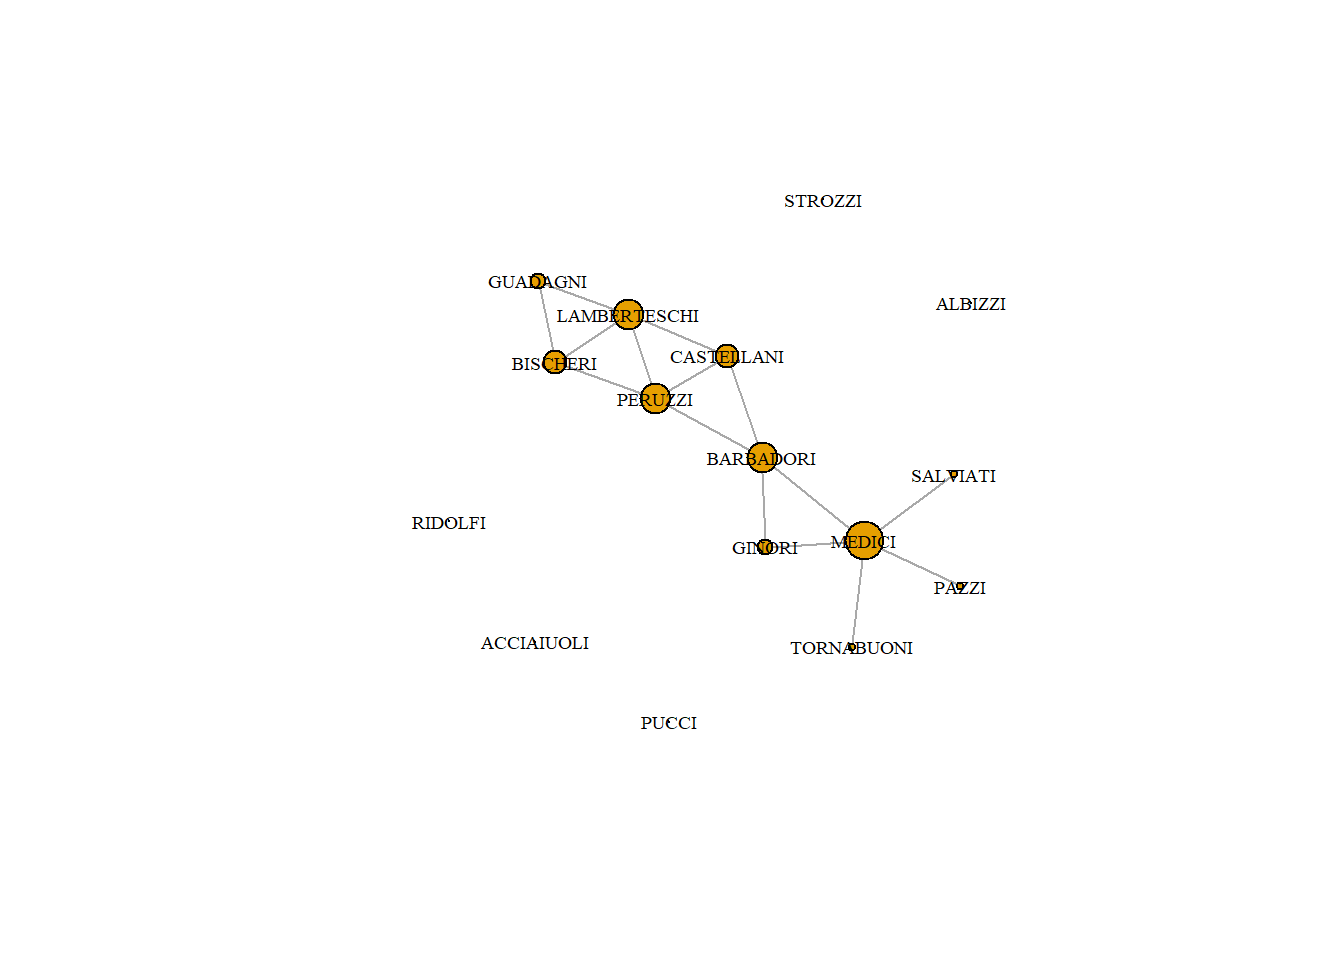 STROZZI
GUADAGNI
ALBIZZI
LAMBERTESCHI
CASTELLANI
BISCHERI
PERUZZI
BARBADORI
SALVIATI
RIDOLFI
MEDICI
GINORI
PAZZI
ACCIAIUOLI
TORNABUONI
PUCCI